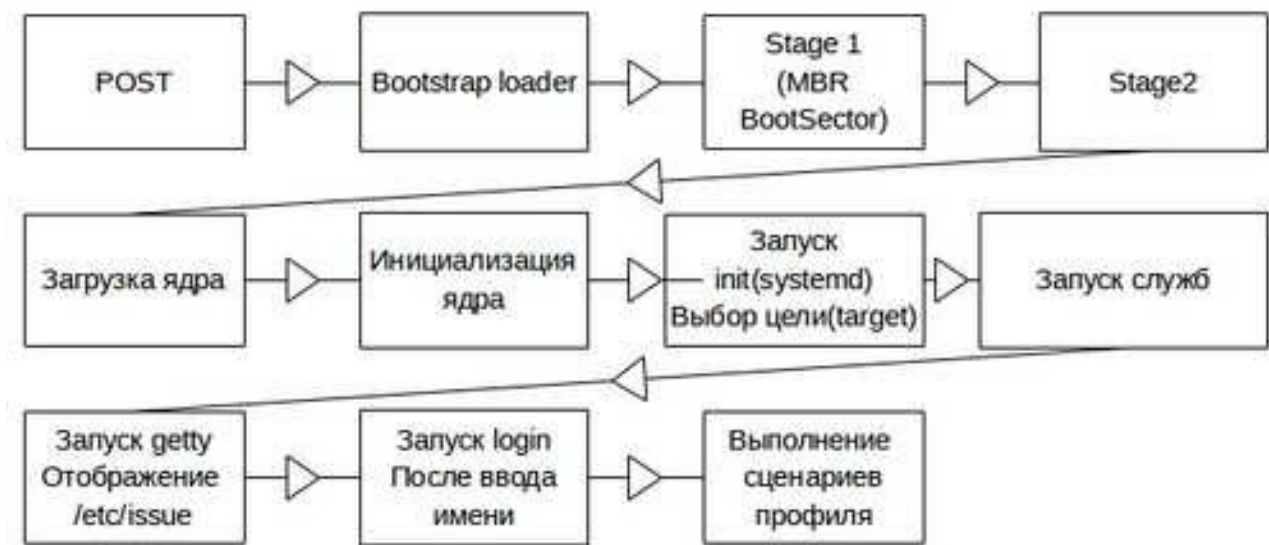 POST
Bootstrap loader
Stage 1
(MBR
BootSector)
Stage2
Загрузка ядра
Инициализация
ядра
Запуск
init(systemd)
Выбор цели(target)
Запуск служб
Запуск getty
Отображение
/etc/issue
Запуск login
После ввода
имени
Выполнение
сценариев
профиля